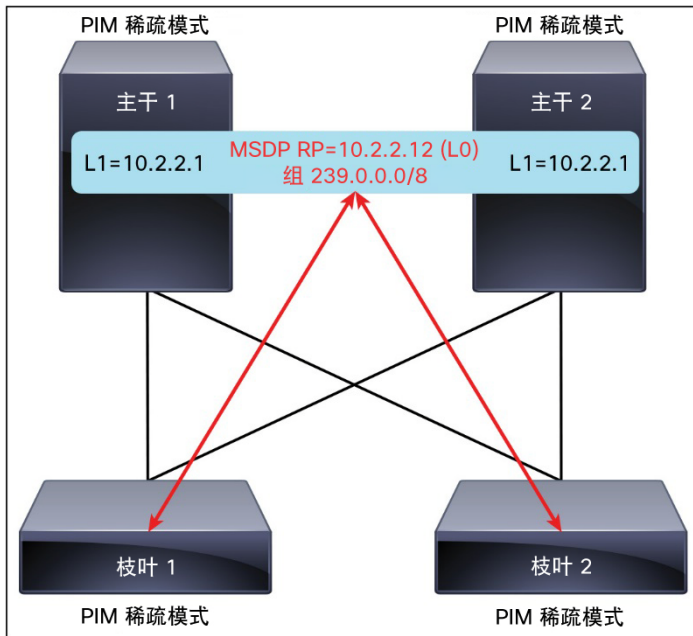 PIM 稀疏模式
PIM 稀疏模式
主干 1
主干 2
L1=10.2.2.1
MSDP RP=10.2.2.12 (L0)
组 239.0.0.0/8
L1=10.2.2.1
枝叶 1
枝叶 2
PIM 稀疏模式
PIM 稀疏模式